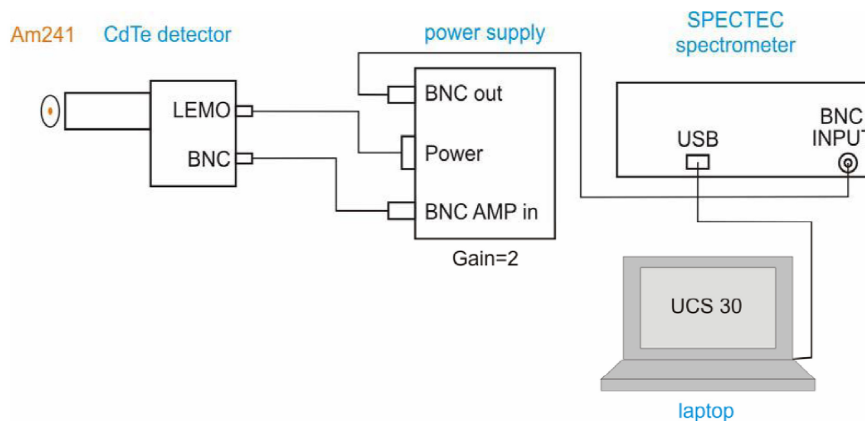 Am241
CdTe detector
power supply
SPECTEC
spectrometer
LEMO
BNC
BNC out
Power
BNC AMP in
Gain=2
USB
BNC
INPUT
UCS 30
laptop